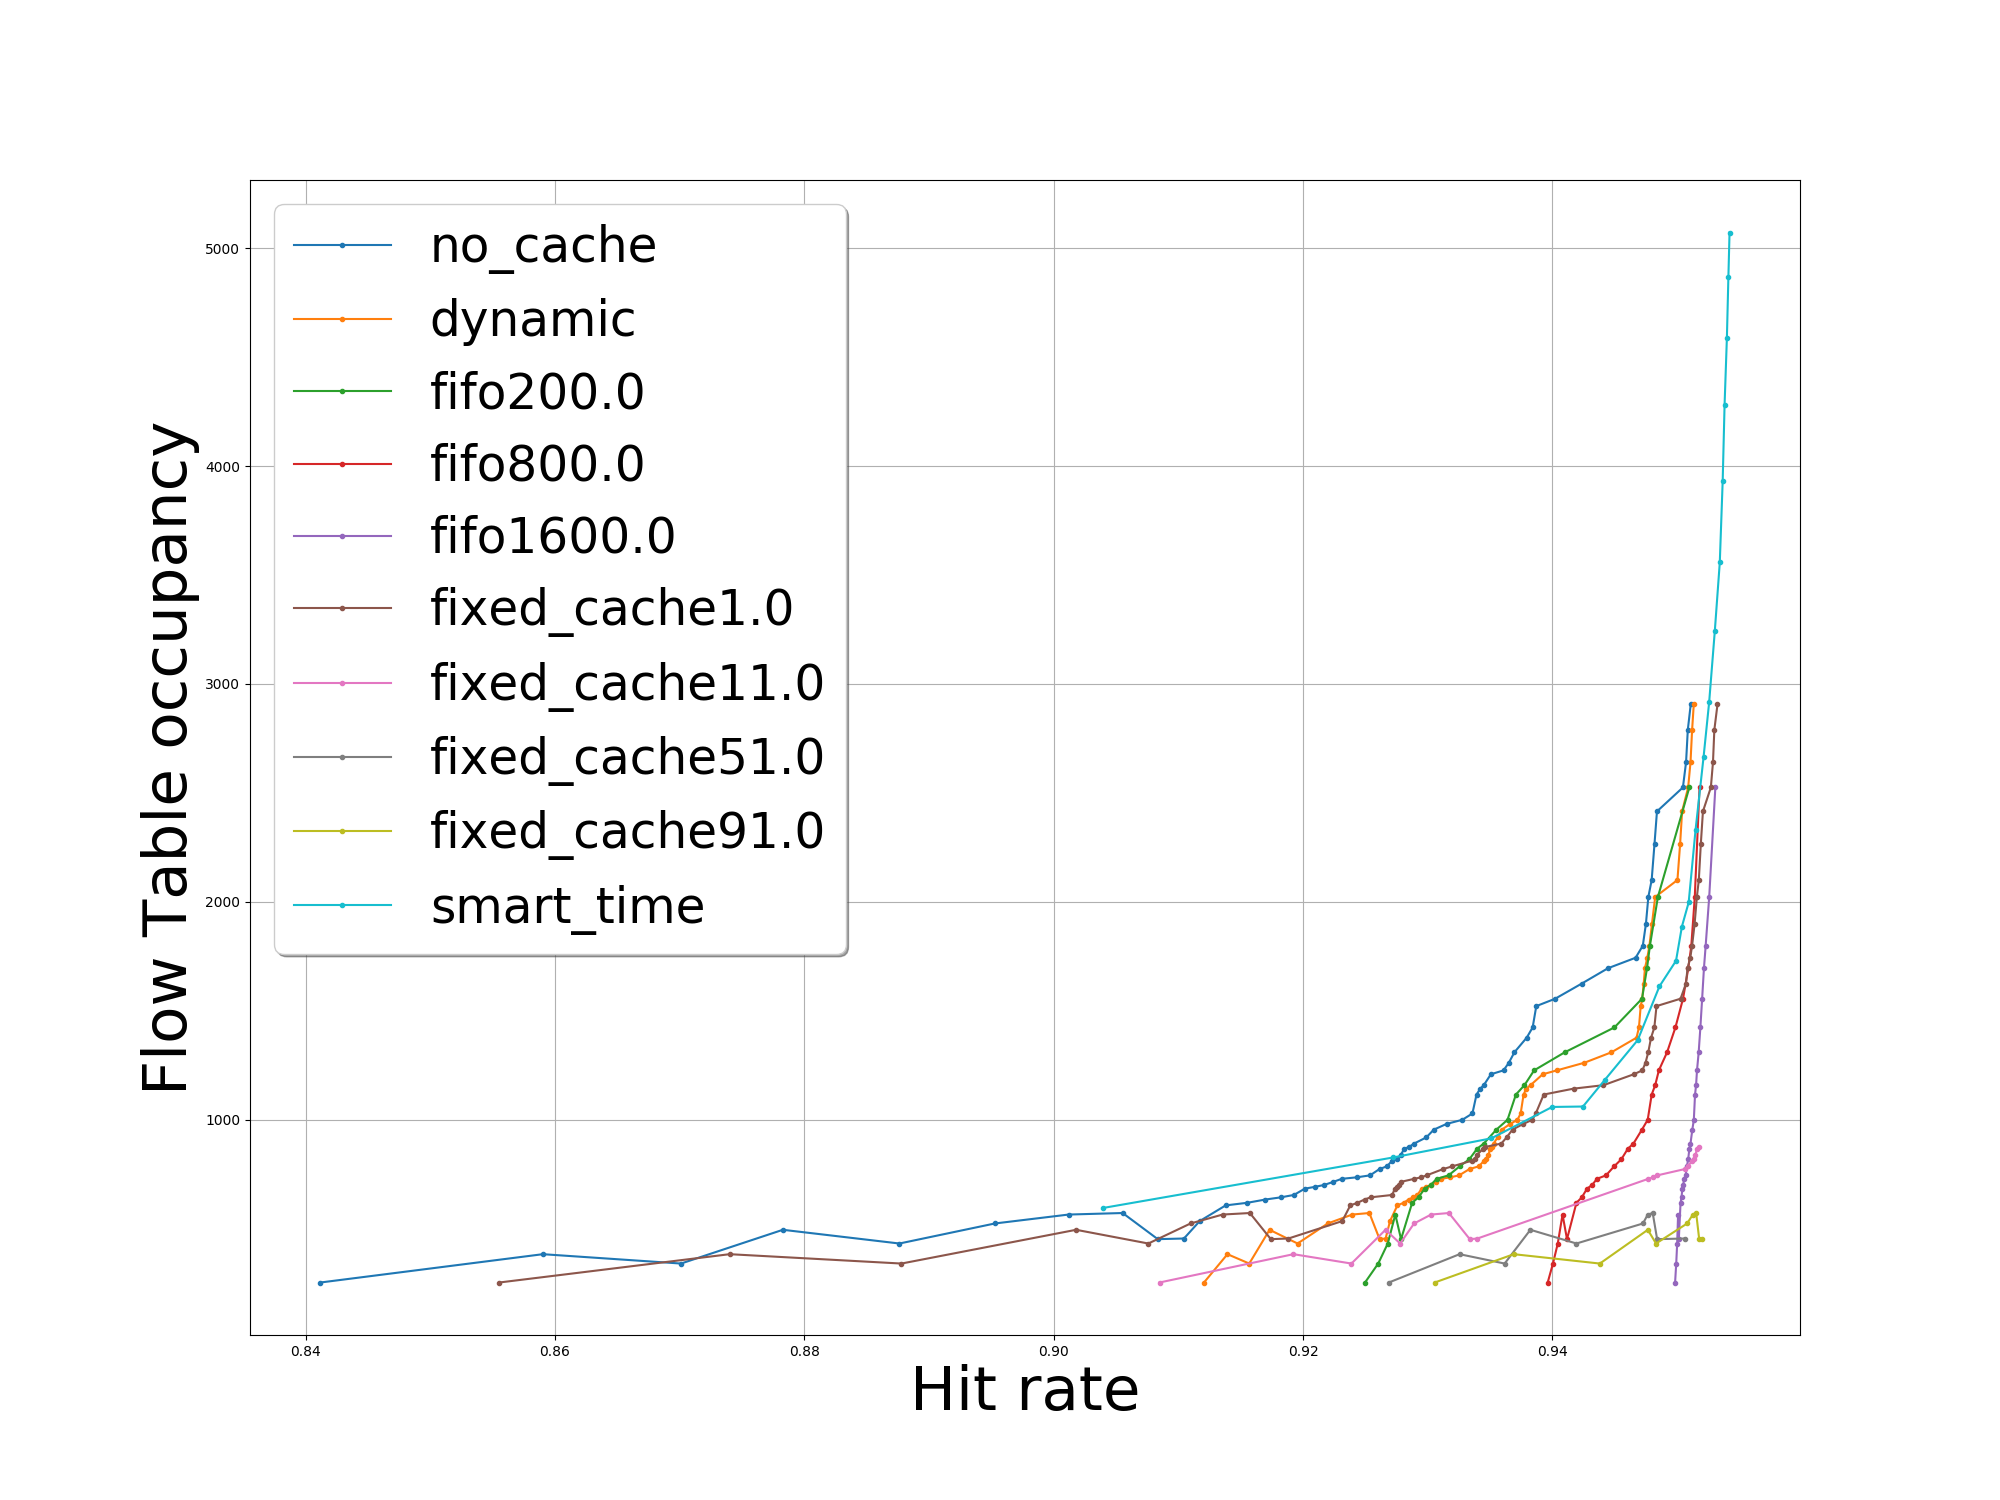 no_cache
dynamic
fifo200.0
fifo800.0
fifo1600.0
fixed_cache1.0
fixed_cache11.0
fixed_cache51.0
fixed_cache91.0
smart_time
Flow Table occupancy
5000
4000
3000
2000
1000
0.84 0.86 0.88 0.90 0.92 0.94
Hit rate